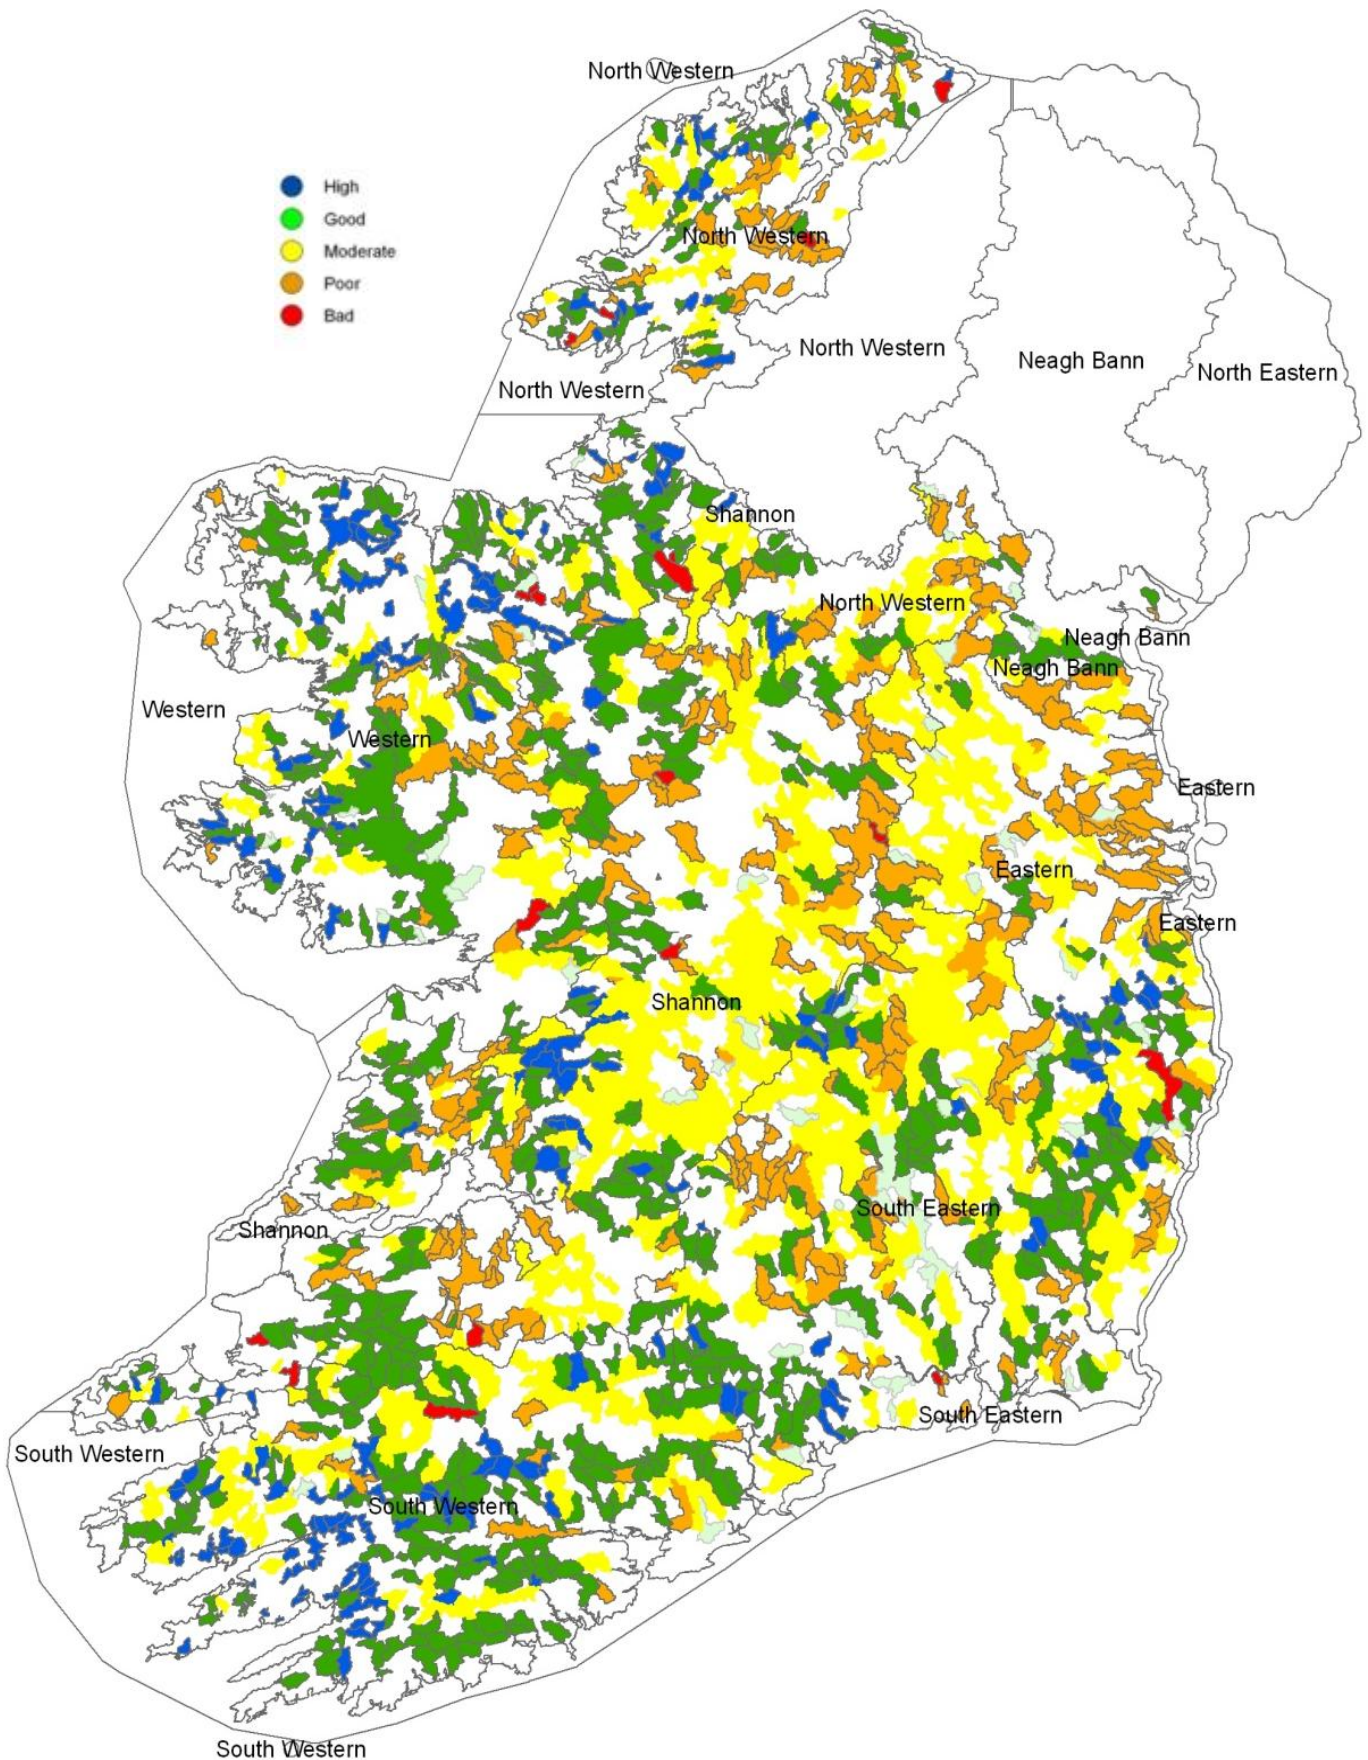 North Western
High
Good
Moderate
Poor
Bad
North Western
North Western
Neagh Bann
North Eastern
North Western
Shannon
North Western
Neagh Bann
Neagh Bann
Western
Western
Eastern
Eastern
Eastern
Shannon
South Eastern
Shannon
South Eastern
South Western
South Western
South Western